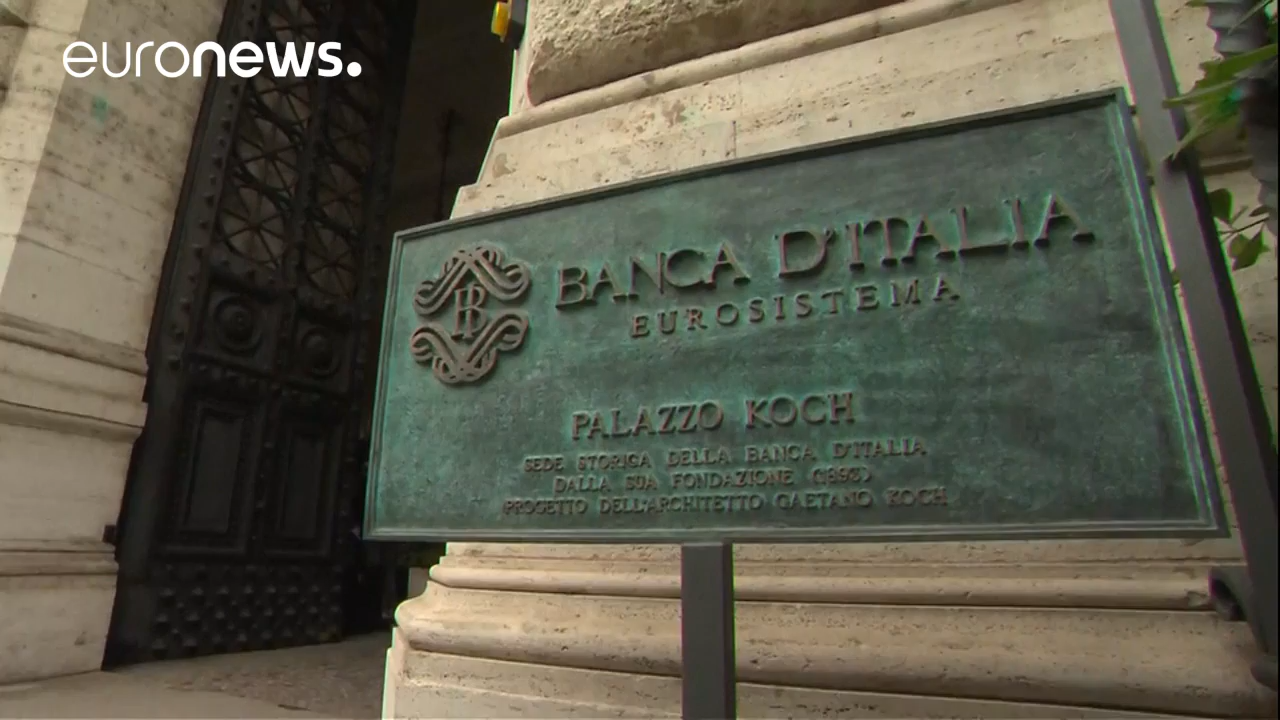 euronews.
BANCA D'ITALIA
EUROSISTEMA
PALAZZO KOCH
SEDE STORICA DELLA BANCA D'ITALIA
DALLA SUA FONDAZIONE (1893)
PROGETTO DELL'ARCHITETTO GAETANO KOCH